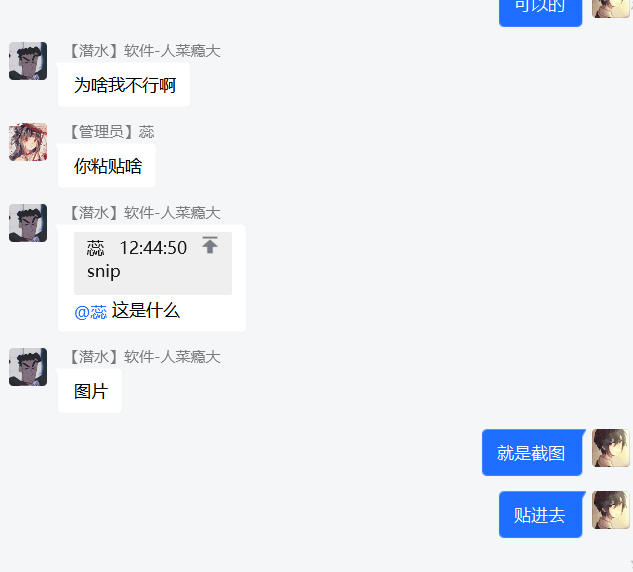 可以的
【潜水】软件-人菜瘾大
为啥我不行啊
【管理员】蕊
你粘贴啥
【潜水】软件-人菜瘾大
蕊 12:44:50
snip
@蕊 这是什么
【潜水】软件-人菜瘾大
图片
就是截图
贴进去